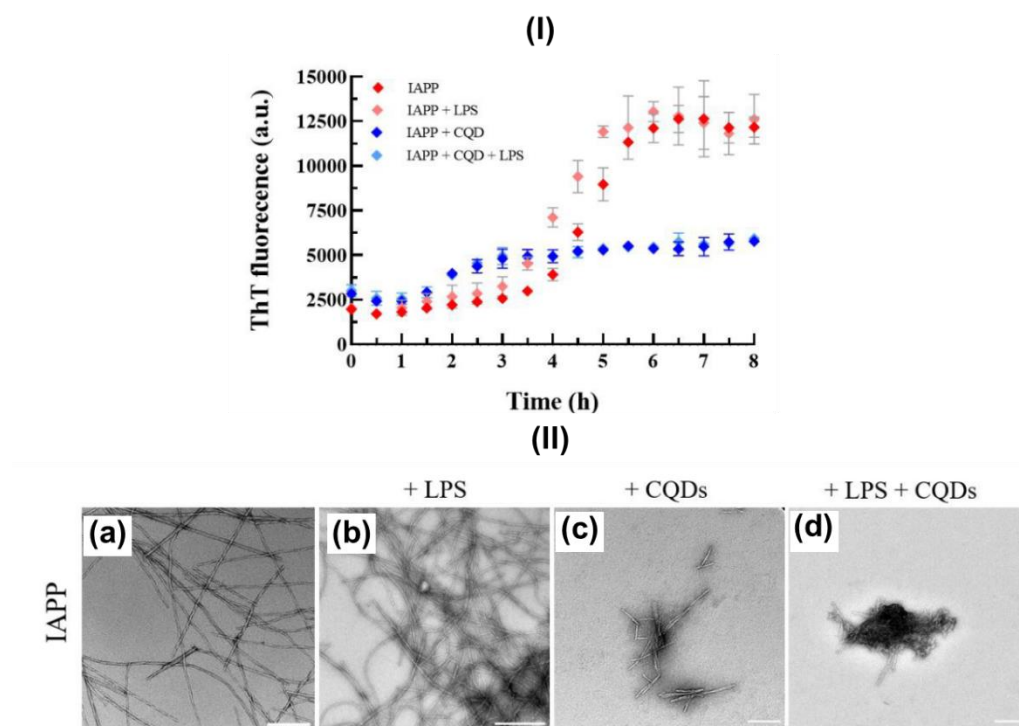 (I)
15000
12500
10000
7500
5000
2500
0
ThT fluorecence (a.u.)
IAPP
IAPP + LPS
IAPP + CQD
IAPP + CQD + LPS
0 1 2 3 4 5 6 7 8
Time (h)
(II)
+ LPS
+ CQDs
+ LPS + CQDs
IAPP
(a)
(b)
(c)
(d)